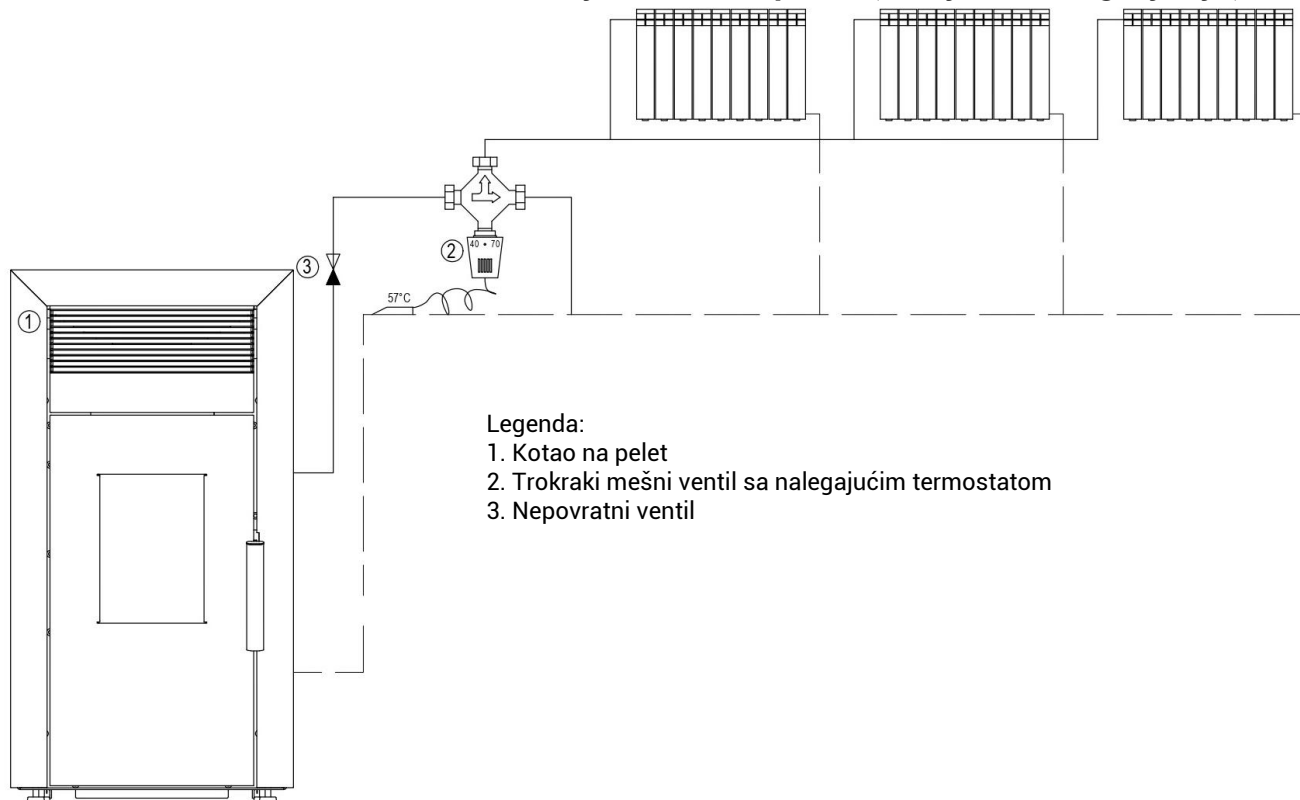 3
40 • 70
2
57°C
1
Legenda:
1. Kotao na pelet
2. Trokraki mešni ventil sa nalegajućim termostatom
3. Nepovratni ventil